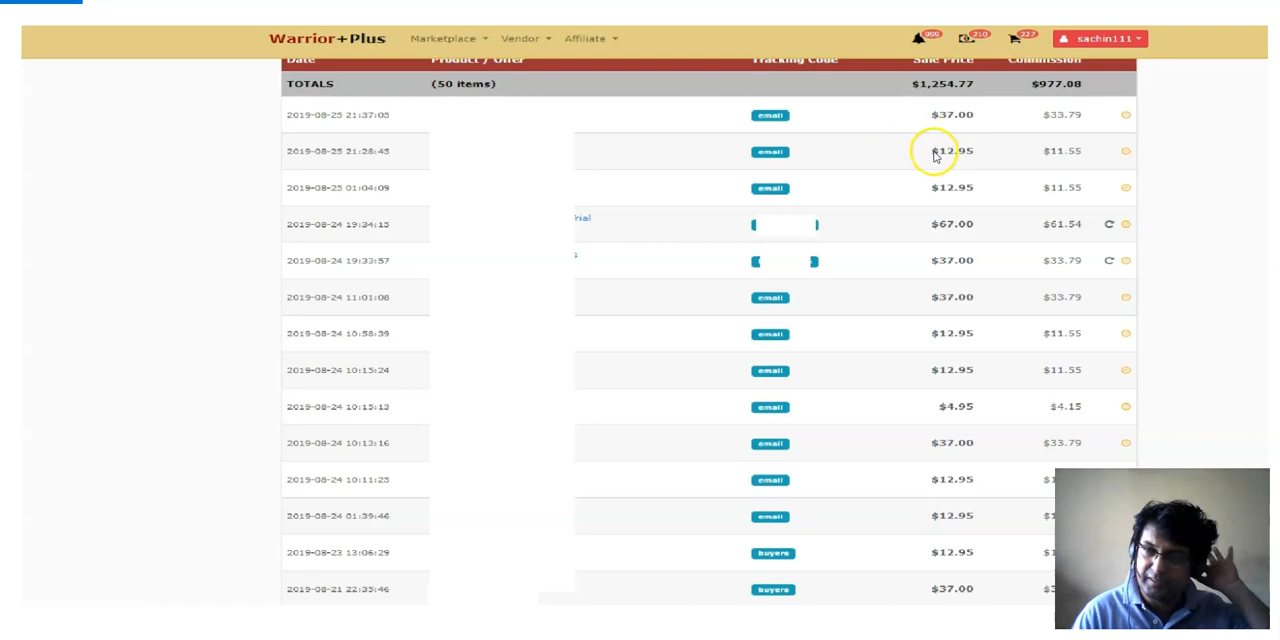 Warrior+Plus Marketplace Vendor Affiliate 999 210 227 sachin111
Date Product / Offer Tracking Code Sale Price Commission
TOTALS (50 items) $1,254.77 $977.08
2019-08-25 21:37:05 email $37.00 $33.79
2019-08-25 21:28:45 email $12.95 $11.55
2019-08-25 01:04:09 email $12.95 $11.55
2019-08-24 19:34:15 rial $67.00 $61.54
2019-08-24 19:33:57 s $37.00 $33.79
2019-08-24 11:01:08 email $37.00 $33.79
2019-08-24 10:58:39 email $12.95 $11.55
2019-08-24 10:15:24 email $12.95 $11.55
2019-08-24 10:15:13 email $4.95 $4.15
2019-08-24 10:13:16 email $37.00 $33.79
2019-08-24 10:11:25 email $12.95
2019-08-24 01:39:46 email $12.95
2019-08-23 13:06:29 buyers $12.95
2019-08-21 22:35:46 buyers $37.00